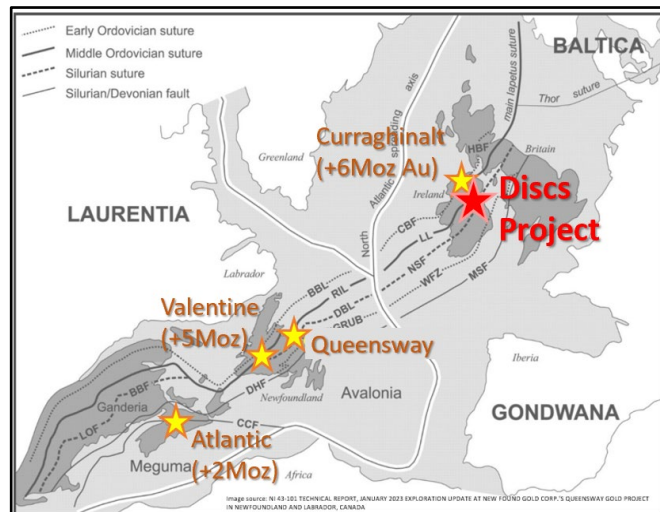 Early Ordovician suture
Middle Ordovician suture
Silurian suture
Silurian/Devonian fault
BALTICA
main Iapetus suture
Thor suture
axis
spreading
Atlantic
North
Curraghinalt
(+6Moz Au)
HBF
Britain
Greenland
Ireland
Discs
Project
LAURENTIA
CBF
LL
NSF
WFZ
MSF
Labrador
BBL
RIL
DBL
GRUB
Valentine
(+5Moz)
Queensway
Iberia
DHF
Newfoundland
Avalonia
GONDWANA
BBF
Ganderia
LOF
CCF
Atlantic
(+2Moz)
Meguma
Africa
Image source: NI 43-101 TECHNICAL REPORT, JANUARY 2023 EXPLORATION UPDATE AT NEW FOUND GOLD CORP.'S QUEENSWAY GOLD PROJECT
IN NEWFOUNDLAND AND LABRADOR, CANADA